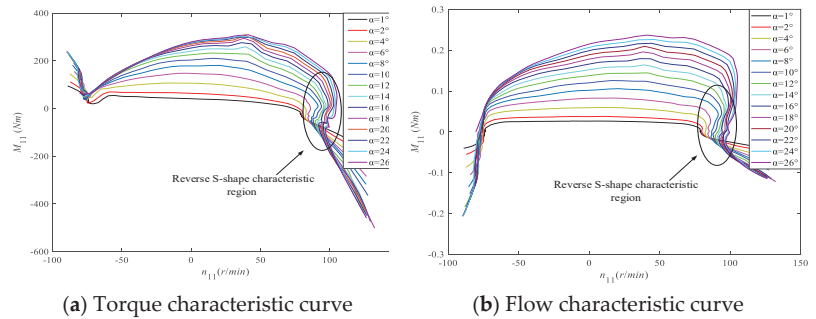 400
200
0
-200
-400
-600
M11 (Nm)
-100
-50
0
50
100
n11(r/min)
Reverse S-shape characteristic
region
α=1°
α=2°
α=4°
α=6°
α=8°
α=10
α=12
α=14
α=16
α=18
α=20
α=22
α=24
α=26
(a) Torque characteristic curve
0.3
0.2
0.1
0
-0.1
-0.2
-0.3
M11 (Nm)
-100
-50
0
50
100
150
n11(r/min)
Reverse S-shape characteristic
region
α=1°
α=2°
α=4°
α=6°
α=8°
α=10°
α=12°
α=14°
α=16°
α=18°
α=20°
α=22°
α=24°
α=26°
(b) Flow characteristic curve